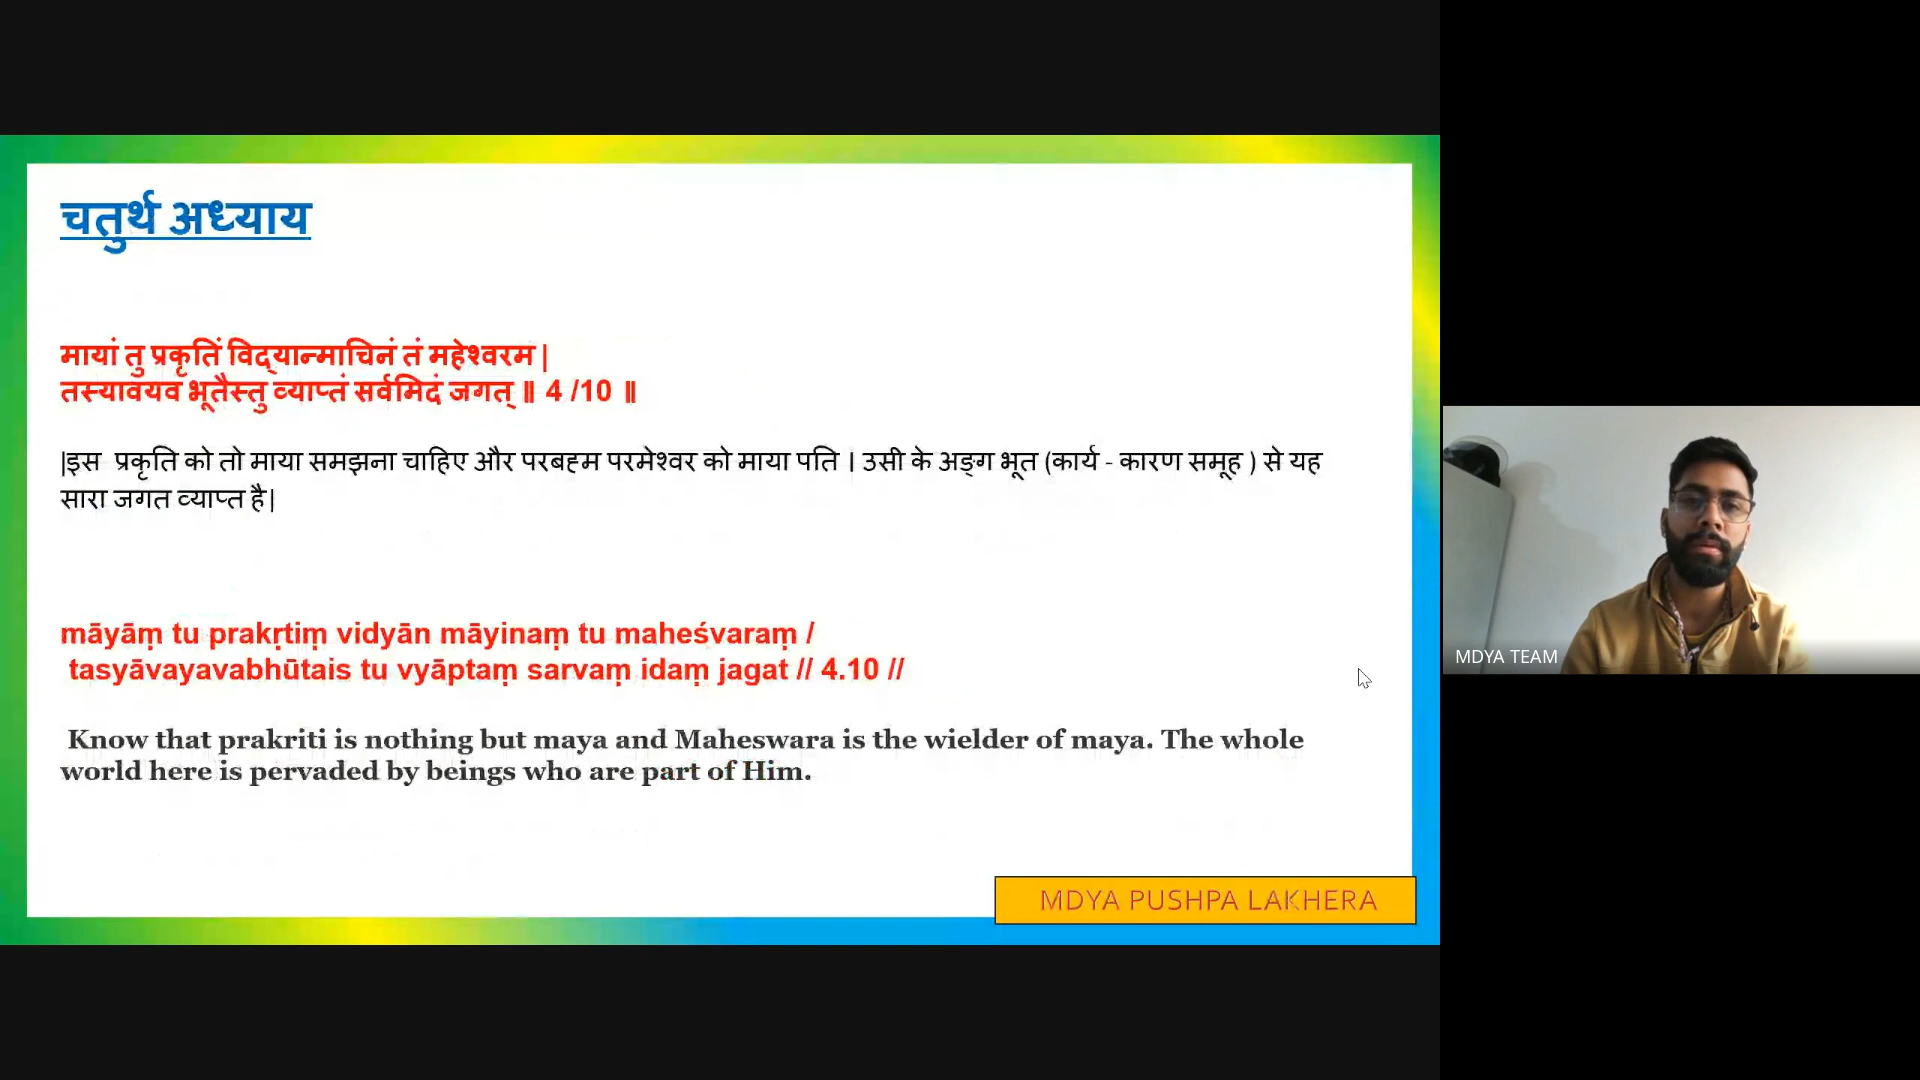 चतुर्थ अध्याय
मायां तु प्रकृतिं विद्यान्माचिनं तं महेश्वरम |
तस्यावयव भूतैस्तु व्याप्तं सर्वमिदं जगत् ॥ 4 /10 ॥
|इस प्रकृति को तो माया समझना चाहिए और परबह्म परमेश्वर को माया पति | उसी के अङ्ग भूत (कार्य - कारण समूह ) से यह
सारा जगत व्याप्त है|
māyāṃ tu prakṛtiṃ vidyān māyinaṃ tu maheśvaraṃ /
tasyāvayavabhūtais tu vyāptaṃ sarvaṃ idaṃ jagat // 4.10 //
Know that prakriti is nothing but maya and Maheswara is the wielder of maya. The whole
world here is pervaded by beings who are part of Him.
MDYA PUSHPA LAKHERA
MDYA TEAM